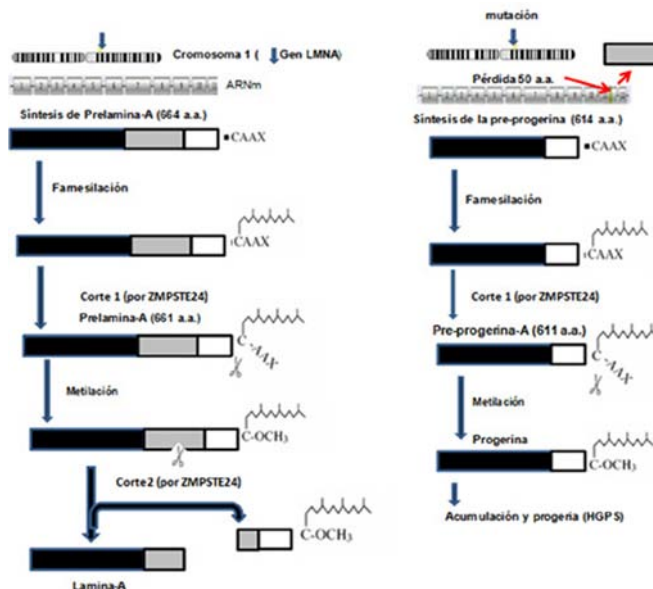 Cromosoma 1 ( Gen LMNA)
ARNm
Síntesis de Prelamina-A (664 a.a.)
•CAAX
Farnesilación
CAAX
Corte 1 (por ZMPSTE24)
Prelamina-A (661 a.a.)
C-AAX
Metilación
C-OCH3
Corte2 (por ZMPSTE24)
C-OCH3
Lamina-A
mutación
Pérdida 50 a.a.
Síntesis de la pre-progerina (614 a.a.)
•CAAX
Farnesilación
CAAX
Corte 1 (por ZMPSTE24)
Pre-progerina-A (611 a.a.)
C-AAX
Metilación
Progerina
C-OCH3
Acumulación y progeria (HGPS)